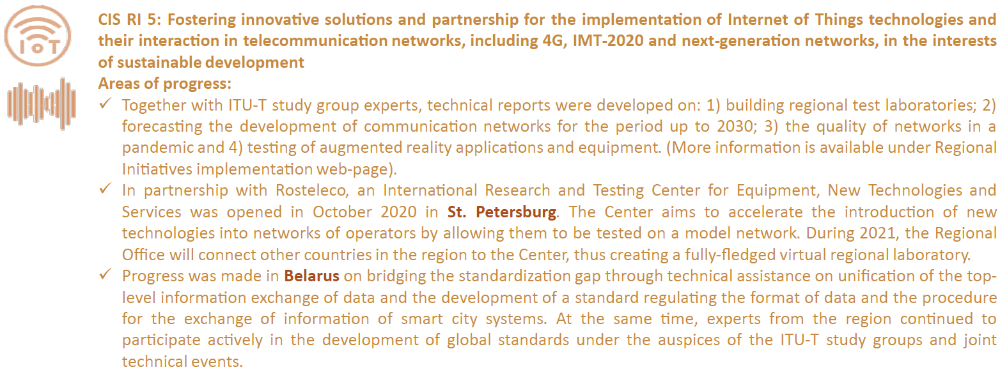 IoT
CIS RI 5: Fostering innovative solutions and partnership for the implementation of Internet of Things technologies and
their interaction in telecommunication networks, including 4G, IMT-2020 and next-generation networks, in the interests
of sustainable development
Areas of progress:
✓ Together with ITU-T study group experts, technical reports were developed on: 1) building regional test laboratories; 2)
forecasting the development of communication networks for the period up to 2030; 3) the quality of networks in a
pandemic and 4) testing of augmented reality applications and equipment. (More information is available under Regional
Initiatives implementation web-page).
✓ In partnership with Rosteleco, an International Research and Testing Center for Equipment, New Technologies and
Services was opened in October 2020 in St. Petersburg. The Center aims to accelerate the introduction of new
technologies into networks of operators by allowing them to be tested on a model network. During 2021, the Regional
Office will connect other countries in the region to the Center, thus creating a fully-fledged virtual regional laboratory.
✓ Progress was made in Belarus on bridging the standardization gap through technical assistance on unification of the top-
level information exchange of data and the development of a standard regulating the format of data and the procedure
for the exchange of information of smart city systems. At the same time, experts from the region continued to
participate actively in the development of global standards under the auspices of the ITU-T study groups and joint
technical events.